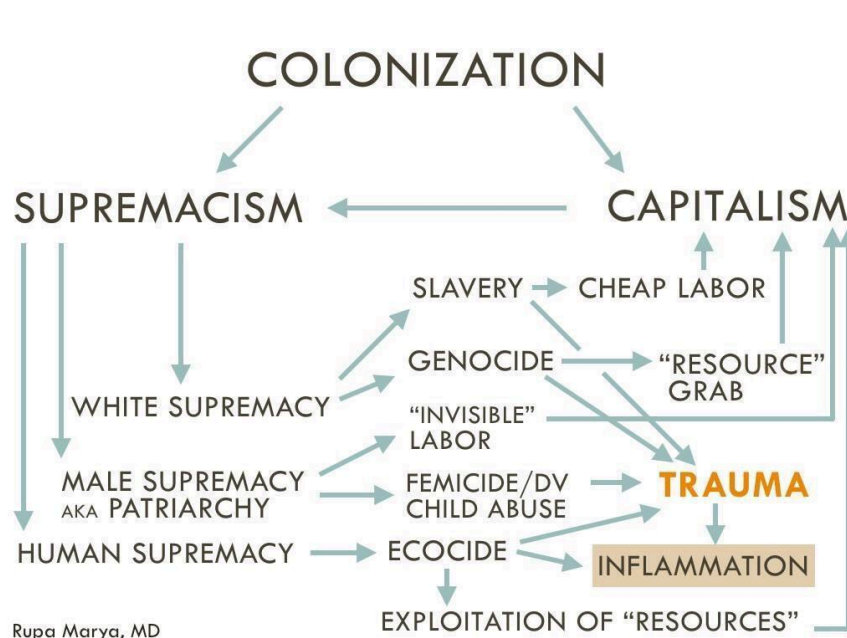 COLONIZATION
SUPREMACISM
CAPITALISM
SLAVERY
CHEAP LABOR
GENOCIDE
"RESOURCE"
GRAB
WHITE SUPREMACY
"INVISIBLE"
LABOR
MALE SUPREMACY
AKA PATRIARCHY
FEMICIDE/DV
CHILD ABUSE
TRAUMA
HUMAN SUPREMACY
ECOCIDE
INFLAMMATION
EXPLOITATION OF "RESOURCES"
Rupa Marya, MD